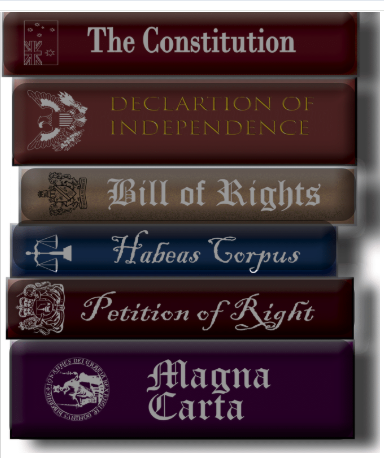 The Constitution
DECLARTION OF
INDEPENDENCE
Bill of Rights
Habeas Corpus
Petition of Right
Magna
Carta